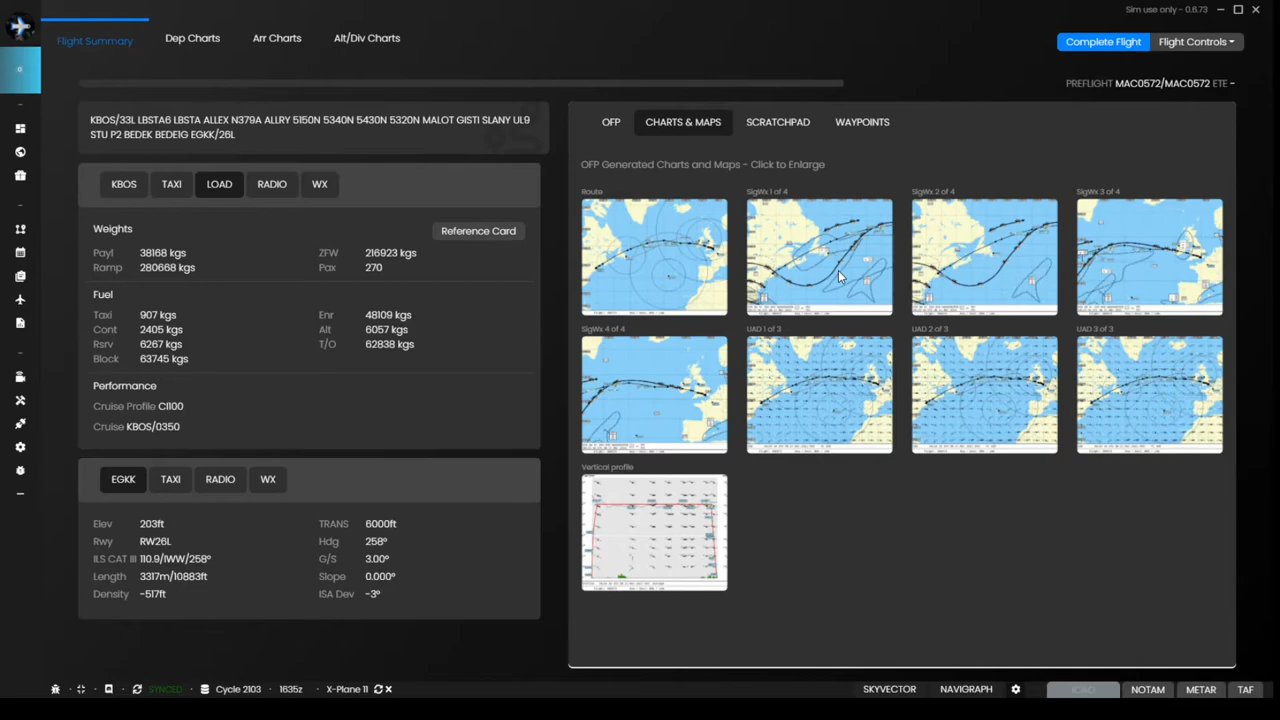 Sim use only - 0.6.73
Flight Summary
Dep Charts
Arr Charts
Alt/Div Charts
Complete Flight
Flight Controls
PREFLIGHT MAC0572/MAC0572 ETE -
KBOS/33L LBSTA6 LBSTA ALLEX N379A ALLRY 5150N 5340N 5430N 5320N MALOT GISTI SLANY UL9
STU P2 BEDEK BEDEIG EGKK/26L
KBOS
TAXI
LOAD
RADIO
WX
Weights
Reference Card
Payl 38168 kgs
ZFW 216923 kgs
Ramp 280668 kgs
Pax 270
Fuel
Taxi 907 kgs
Enr 48109 kgs
Cont 2405 kgs
Alt 6057 kgs
Rsrv 6267 kgs
T/O 62838 kgs
Block 63745 kgs
Performance
Cruise Profile CI100
Cruise KBOS/0350
EGKK
TAXI
RADIO
WX
Elev 203ft
TRANS 6000ft
Rwy RW26L
Hdg 258°
ILS CAT III 110.9/IWW/258°
G/S 3.00°
Length 3317m/10883ft
Slope 0.000°
Density -517ft
ISA Dev -3°
OFP
CHARTS & MAPS
SCRATCHPAD
WAYPOINTS
OFP Generated Charts and Maps - Click to Enlarge
Route
SigWx 1 of 4
SigWx 2 of 4
SigWx 3 of 4
SigWx 4 of 4
UAD 1 of 3
UAD 2 of 3
UAD 3 of 3
Vertical profile
SYNCED
Cycle 2103
1635z
X-Plane 11
SKYVECTOR
NAVIGRAPH
ICAO
NOTAM
METAR
TAF